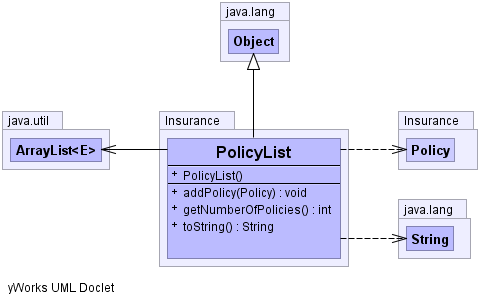 java.lang
Object
java.util
ArrayList<E>
Insurance
PolicyList
+ PolicyList()
+ addPolicy(Policy) : void
+ getNumberOfPolicies() : int
+ toString() : String
Insurance
Policy
java.lang
String
yWorks UML Doclet